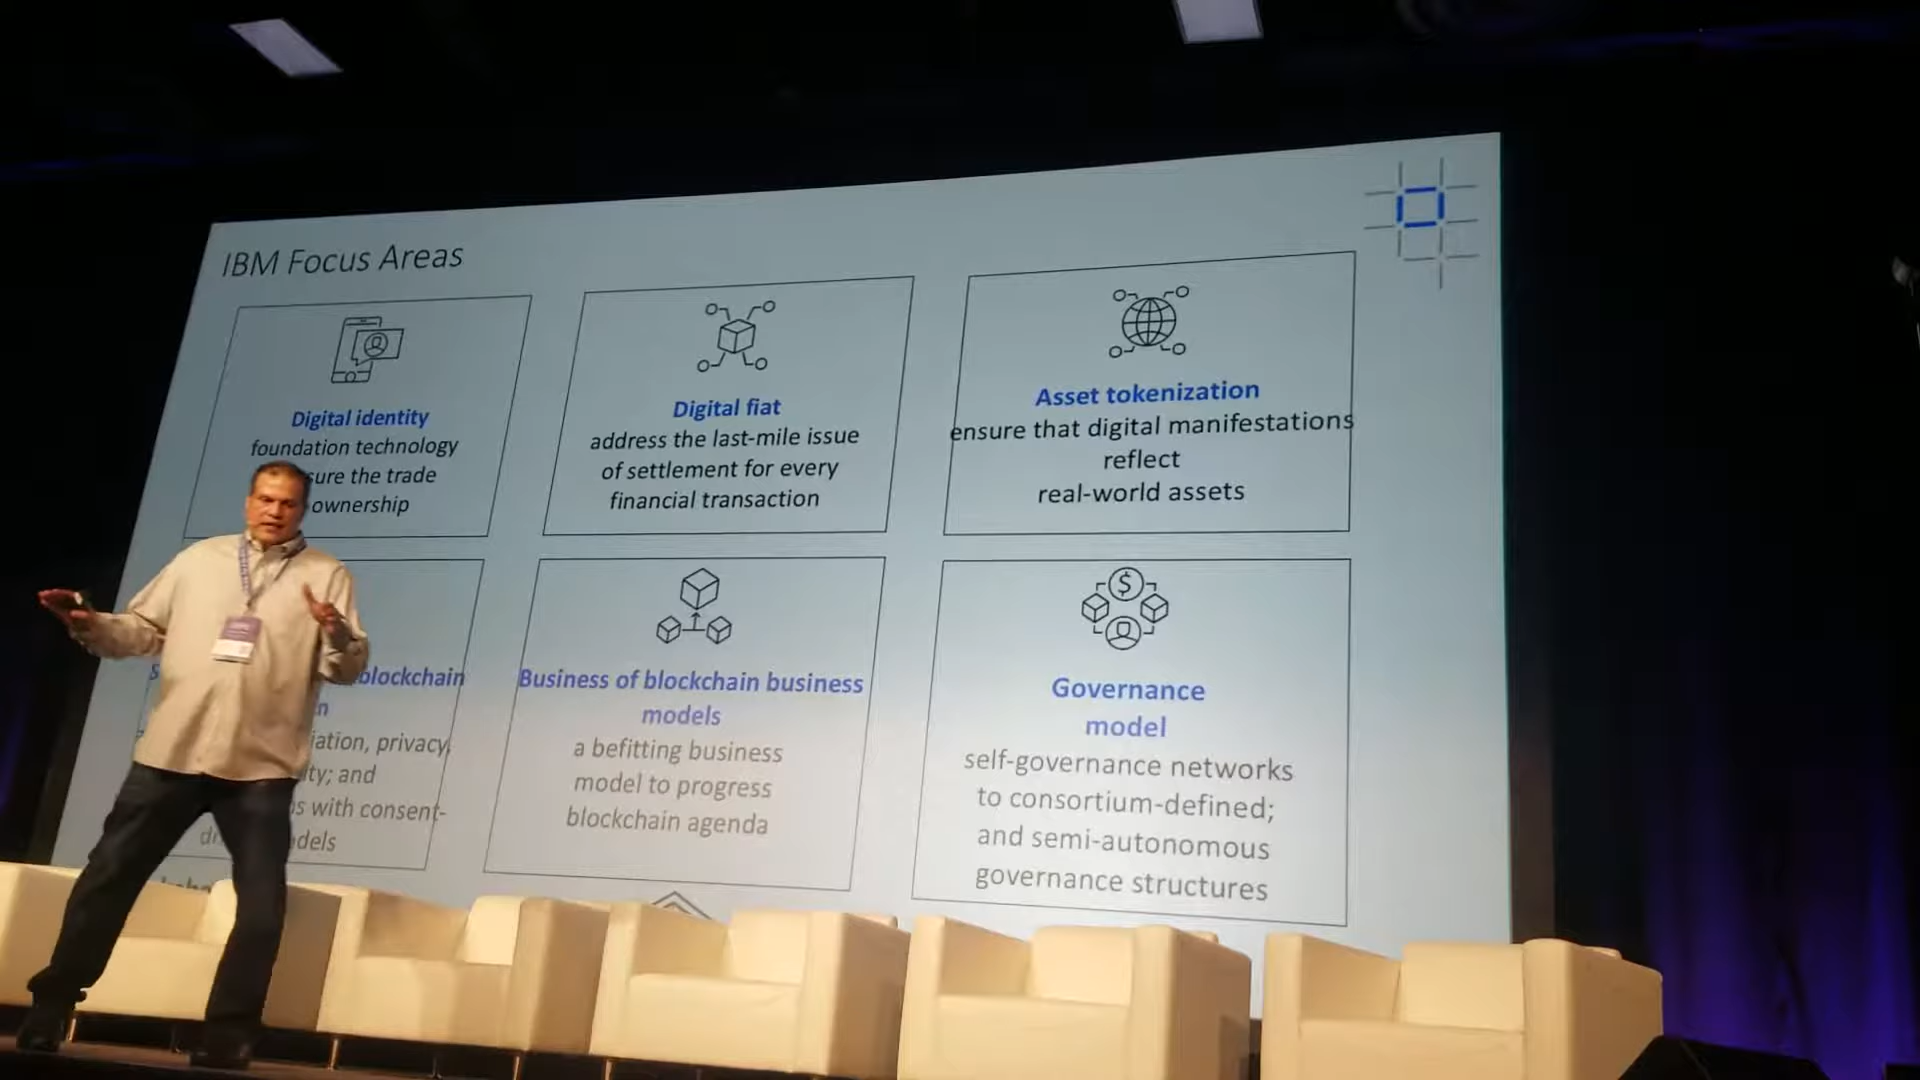 IBM Focus Areas
Digital identity
foundation technology
sure the trade
ownership
Digital fiat
address the last-mile issue
of settlement for every
financial transaction
Asset tokenization
ensure that digital manifestations
reflect
real-world assets
blockchain
privacy,
and
with consent-
Business of blockchain business
models
a befitting business
model to progress
blockchain agenda
Governance
model
self-governance networks
to consortium-defined;
and semi-autonomous
governance structures